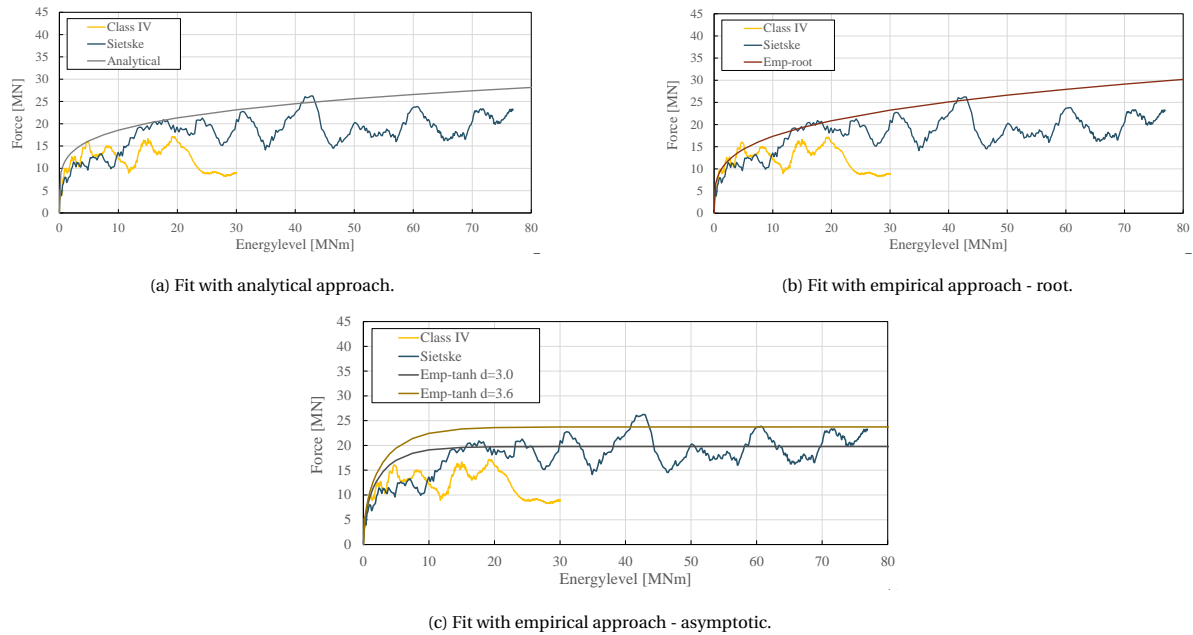 45
40
35
30
25
20
15
10
5
0
Force [MN]
Class IV
Sietske
Analytical
0 10 20 30 40 50 60 70 80
Energylevel [MNm]
(a) Fit with analytical approach.
45
40
35
30
25
20
15
10
5
0
Force [MN]
Class IV
Sietske
Emp-root
0 10 20 30 40 50 60 70 80
Energylevel [MNm]
(b) Fit with empirical approach - root.
45
40
35
30
25
20
15
10
5
0
Force [MN]
Class IV
Sietske
Emp-tanh d=3.0
Emp-tanh d=3.6
0 10 20 30 40 50 60 70 80
Energylevel [MNm]
(c) Fit with empirical approach - asymptotic.